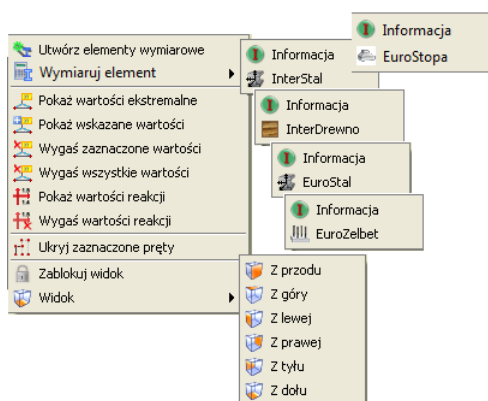 Utwórz elementy wymiarowe
Wymiaruj element
Pokaż wartości ekstremalne
Pokaż wskazane wartości
Wygaś zaznaczone wartości
Wygaś wszystkie wartości
Pokaż wartości reakcji
Wygaś wartości reakcji
Ukryj zaznaczone pręty
Zablokuj widok
Widok
Informacja
InterStal
Informacja
EuroStopa
Informacja
InterDrewno
Informacja
EuroStal
Informacja
EuroZelbet
Z przodu
Z góry
Z lewej
Z prawej
Z tyłu
Z dołu